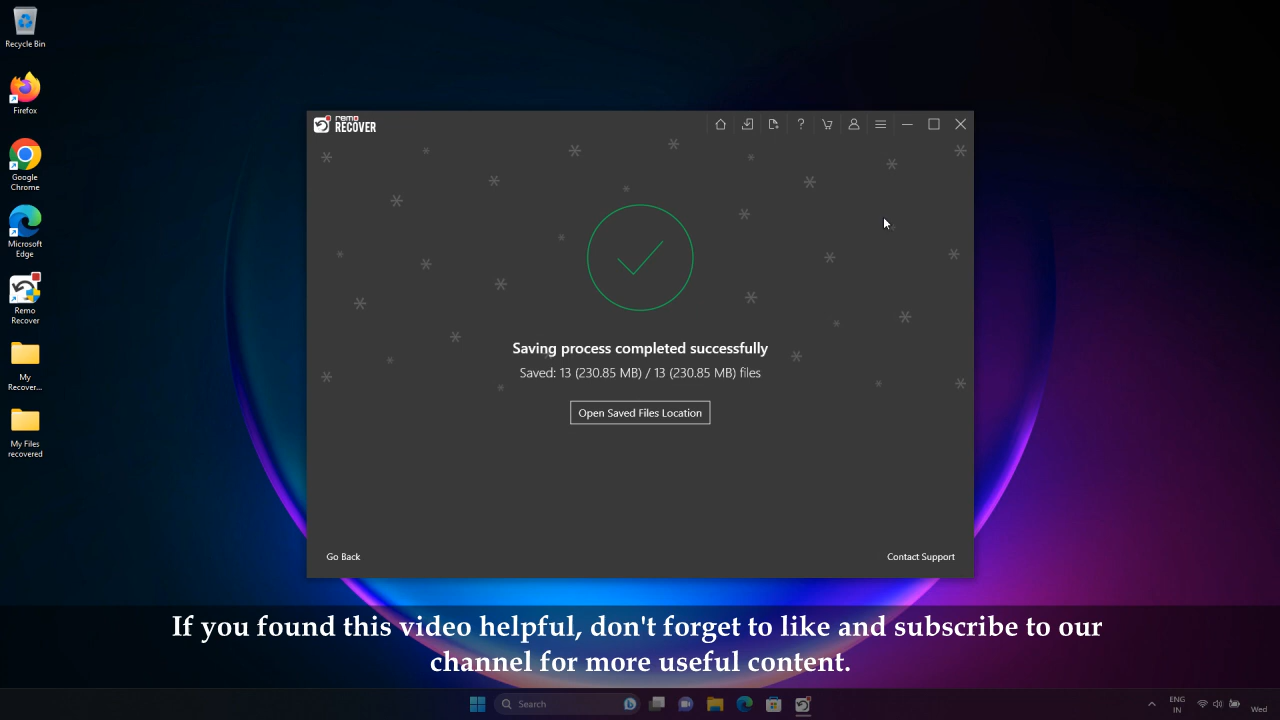 Recycle Bin
Firefox
Google
Chrome
Microsoft
Edge
Remo
Recover
My
Recover...
My Files
recovered
remo
RECOVER
Saving process completed successfully
Saved: 13 (230.85 MB) / 13 (230.85 MB) files
Open Saved Files Location
Go Back
Contact Support
If you found this video helpful, don't forget to like and subscribe to our
channel for more useful content.
Search
ENG
IN
Wed